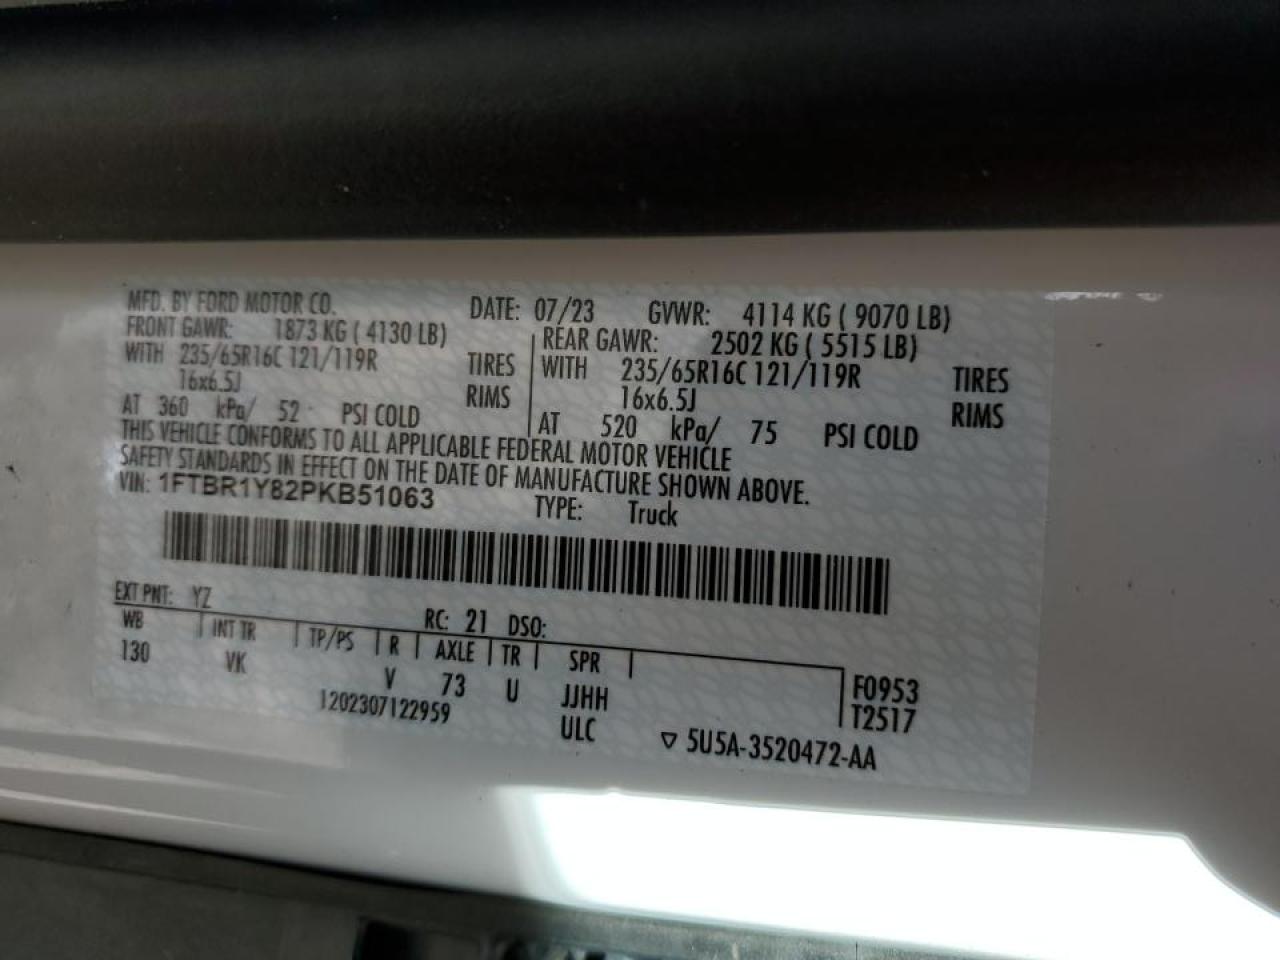 MFD. BY FORD MOTOR CO. DATE: 07/23 GVWR: 4114 KG ( 9070 LB)
FRONT GAWR: 1873 KG ( 4130 LB) REAR GAWR: 2502 KG ( 5515 LB)
WITH 235/65R16C 121/119R TIRES WITH 235/65R16C 121/119R TIRES
16x6.5J RIMS 16x6.5J RIMS
AT 360 kPa/ 52 PSI COLD AT 520 kPa/ 75 PSI COLD
THIS VEHICLE CONFORMS TO ALL APPLICABLE FEDERAL MOTOR VEHICLE
SAFETY STANDARDS IN EFFECT ON THE DATE OF MANUFACTURE SHOWN ABOVE.
VIN: 1FTBR1Y82PKB51063 TYPE: Truck
EXT PNT: YZ RC: 21 DSO:
WB INT TR TP/PS R AXLE TR SPR
130 VK V 73 U JJHH F0953
1202307122959 ULC T2517
5U5A-3520472-AA